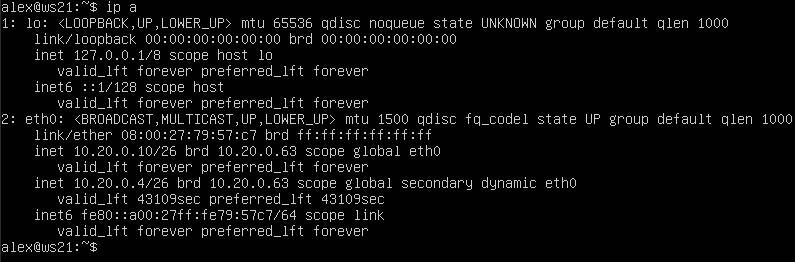 alex@ws21:~$ ip a
1: lo: <LOOPBACK,UP,LOWER_UP> mtu 65536 qdisc noqueue state UNKNOWN group default qlen 1000
    link/loopback 00:00:00:00:00:00 brd 00:00:00:00:00:00
    inet 127.0.0.1/8 scope host lo
       valid_lft forever preferred_lft forever
    inet6 ::1/128 scope host
       valid_lft forever preferred_lft forever
2: eth0: <BROADCAST,MULTICAST,UP,LOWER_UP> mtu 1500 qdisc fq_codel state UP group default qlen 1000
    link/ether 08:00:27:79:57:c7 brd ff:ff:ff:ff:ff:ff
    inet 10.20.0.10/26 brd 10.20.0.63 scope global eth0
       valid_lft forever preferred_lft forever
    inet 10.20.0.4/26 brd 10.20.0.63 scope global secondary dynamic eth0
       valid_lft 43109sec preferred_lft 43109sec
    inet6 fe80::a00:27ff:fe79:57c7/64 scope link
       valid_lft forever preferred_lft forever
alex@ws21:~$